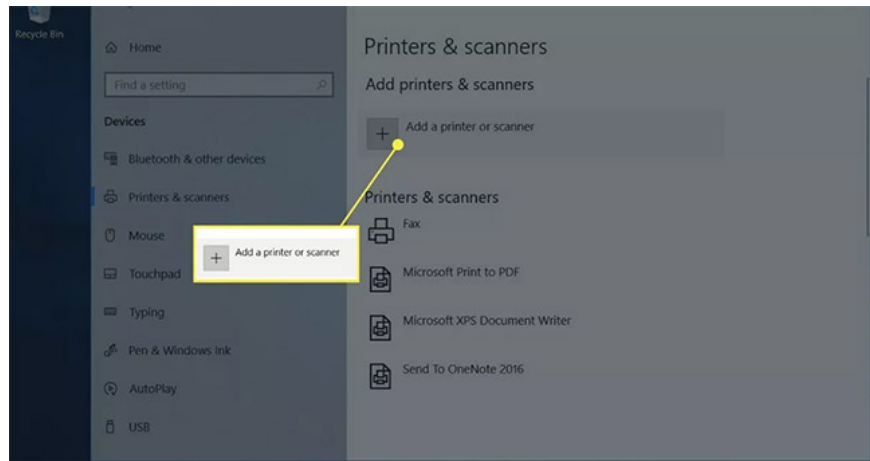 Recycle Bin
Home
Find a setting
Devices
Bluetooth & other devices
Printers & scanners
Mouse
Touchpad
Typing
Pen & Windows Ink
AutoPlay
USB
Add a printer or scanner
Printers & scanners
Add printers & scanners
Add a printer or scanner
Printers & scanners
Fax
Microsoft Print to PDF
Microsoft XPS Document Writer
Send To OneNote 2016